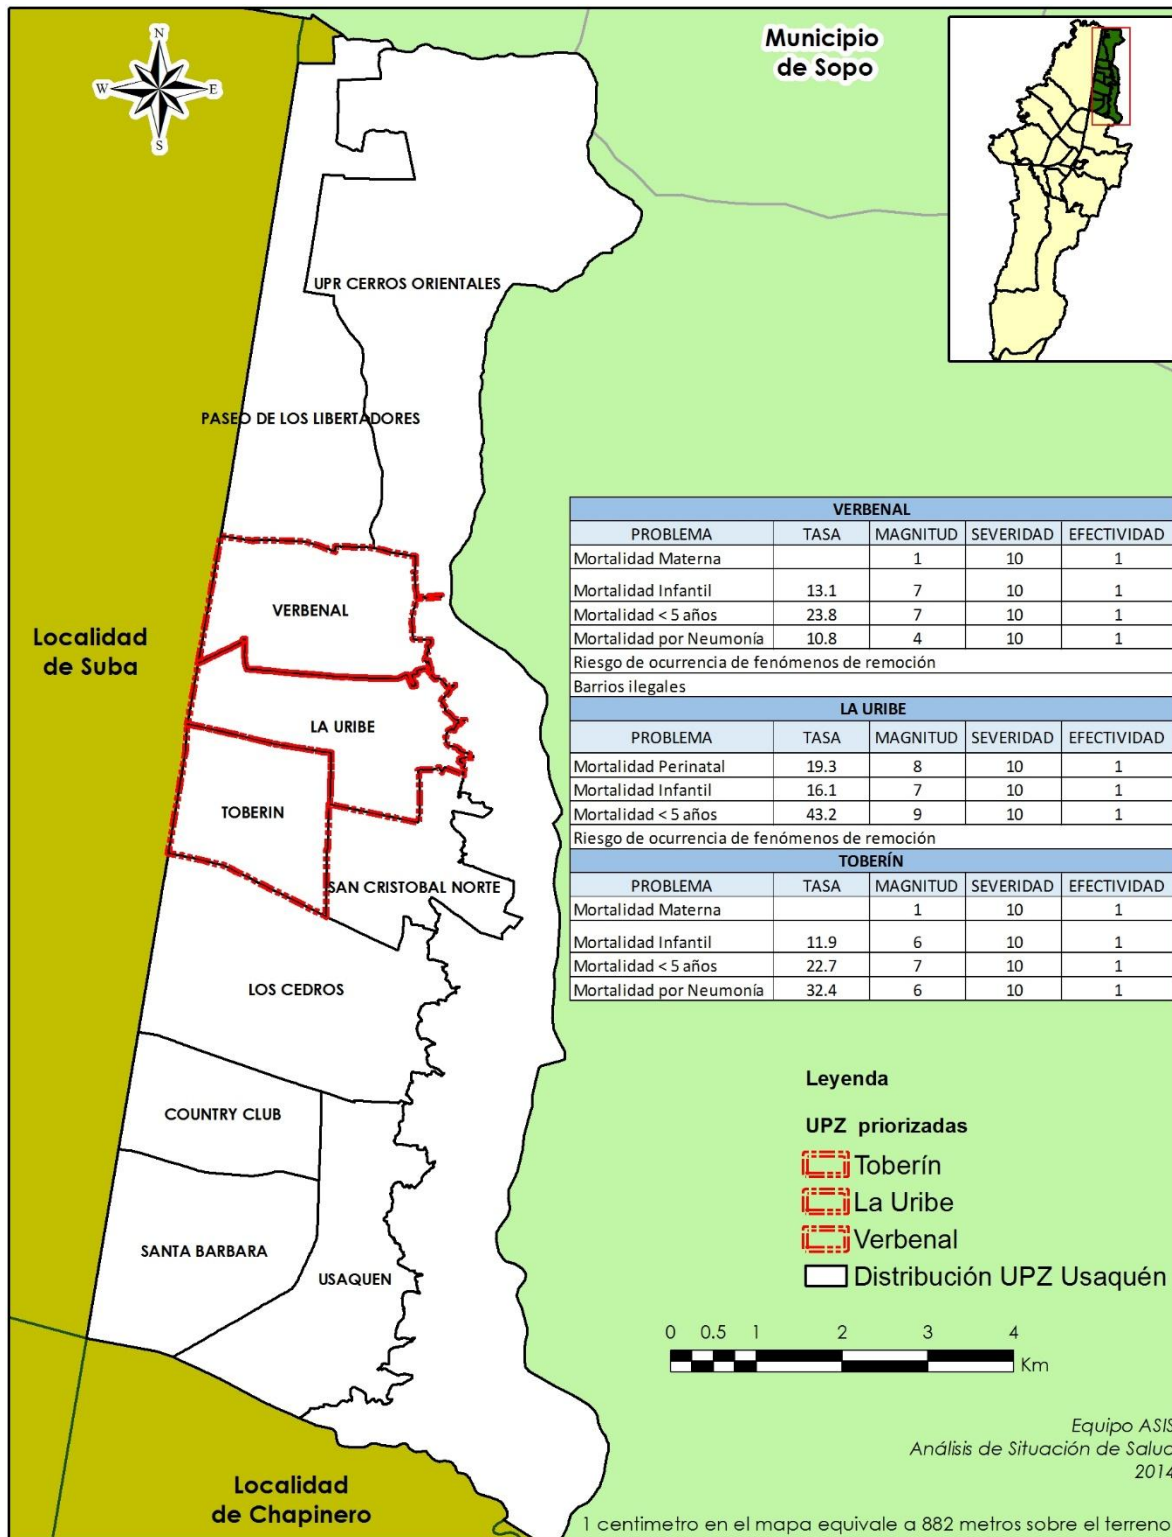 N
W
E
S
Municipio
de Sopo
UPR CERROS ORIENTALES
PASEO DE LOS LIBERTADORES
VERBENAL
Localidad
de Suba
LA URIBE
TOBERIN
SAN CRISTOBAL NORTE
LOS CEDROS
COUNTRY CLUB
SANTA BARBARA
USAQUEN
Localidad
de Chapinero
VERBENAL
PROBLEMA TASA MAGNITUD SEVERIDAD EFECTIVIDAD
Mortalidad Materna 1 10 1
Mortalidad Infantil 13.1 7 10 1
Mortalidad < 5 años 23.8 7 10 1
Mortalidad por Neumonía 10.8 4 10 1
Riesgo de ocurrencia de fenómenos de remoción
Barrios ilegales
LA URIBE
PROBLEMA TASA MAGNITUD SEVERIDAD EFECTIVIDAD
Mortalidad Perinatal 19.3 8 10 1
Mortalidad Infantil 16.1 7 10 1
Mortalidad < 5 años 43.2 9 10 1
Riesgo de ocurrencia de fenómenos de remoción
TOBERÍN
PROBLEMA TASA MAGNITUD SEVERIDAD EFECTIVIDAD
Mortalidad Materna 1 10 1
Mortalidad Infantil 11.9 6 10 1
Mortalidad < 5 años 22.7 7 10 1
Mortalidad por Neumonía 32.4 6 10 1
Leyenda
UPZ priorizadas
Toberín
La Uribe
Verbenal
Distribución UPZ Usaquén
0 0.5 1 2 3 4
Km
Equipo ASIS
Análisis de Situación de Salud
2014
1 centimetro en el mapa equivale a 882 metros sobre el terreno